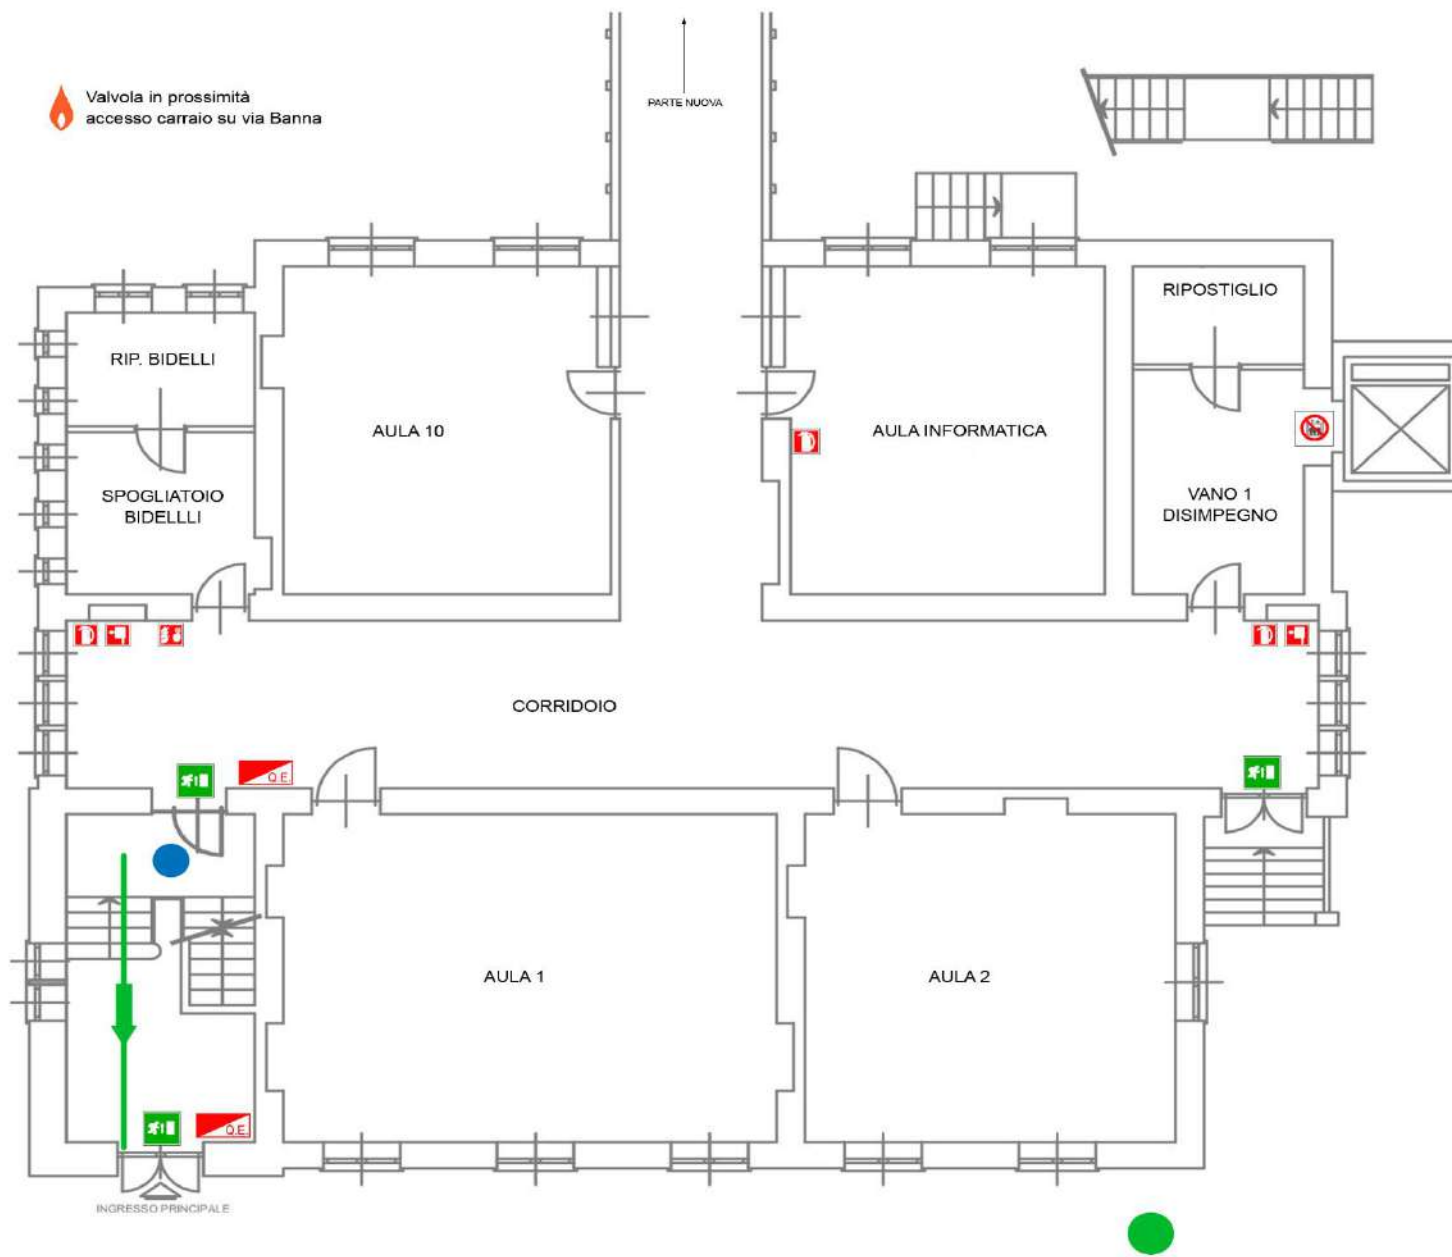 Valvola in prossimità
accesso carraio su via Banna
PARTE NUOVA
RIPOSTIGLIO
RIP. BIDELLI
AULA 10
AULA INFORMATICA
SPOGLIATOIO
BIDELLLI
VANO 1
DISIMPEGNO
CORRIDOIO
Q.E.
AULA 1
AULA 2
Q.E.
INGRESSO PRINCIPALE